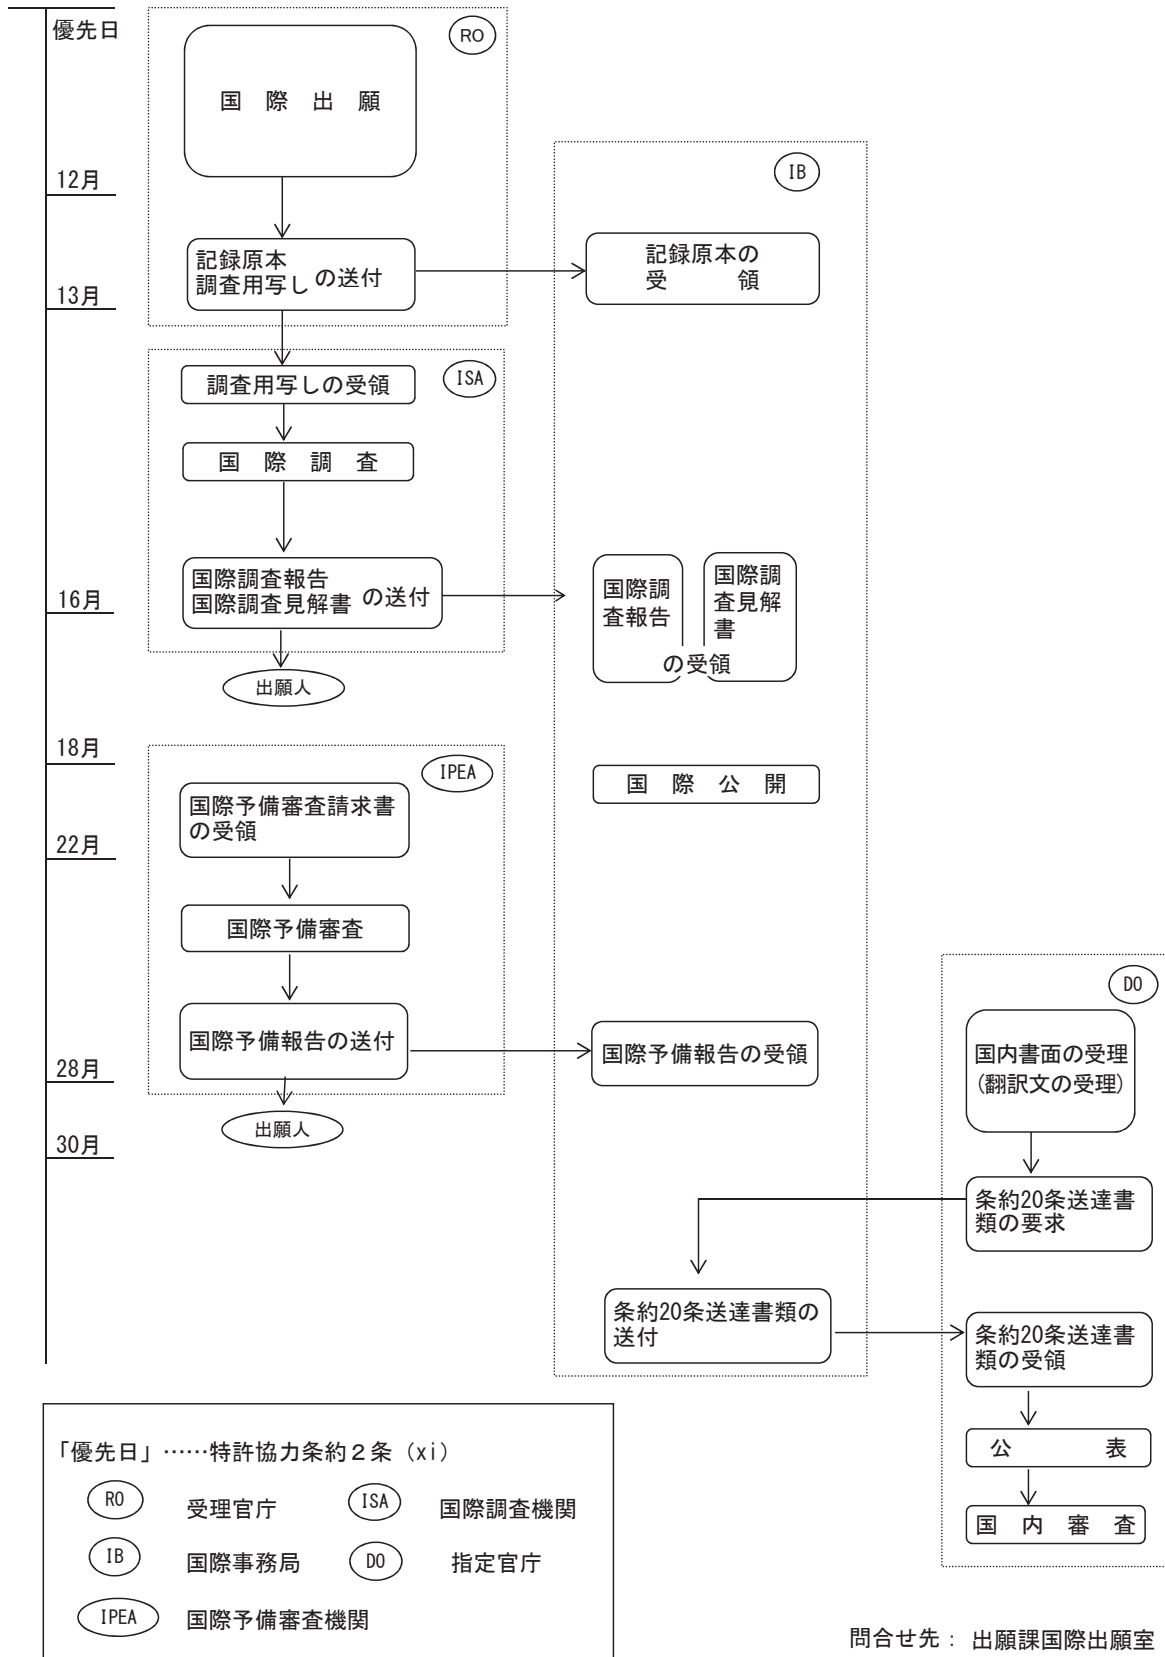 優先日
12月
13月
16月
18月
22月
28月
30月
RO
国際出願
記録原本
調査用写し の送付
IB
記録原本の
受領
ISA
調査用写しの受領
国際調査
国際調査報告
国際調査見解書 の送付
出願人
国際調
査報告
国際調
査見解
書
の受領
国際公開
IPEA
国際予備審査請求書
の受領
国際予備審査
国際予備報告の送付
出願人
国際予備報告の受領
DO
国内書面の受理
(翻訳文の受理)
条約20条送達書
類の要求
条約20条送達書類の
送付
条約20条送達書
類の受領
公表
国内審査
「優先日」……特許協力条約２条（xi）
RO 受理官庁 ISA 国際調査機関
IB 国際事務局 DO 指定官庁
IPEA 国際予備審査機関
問合せ先： 出願課国際出願室